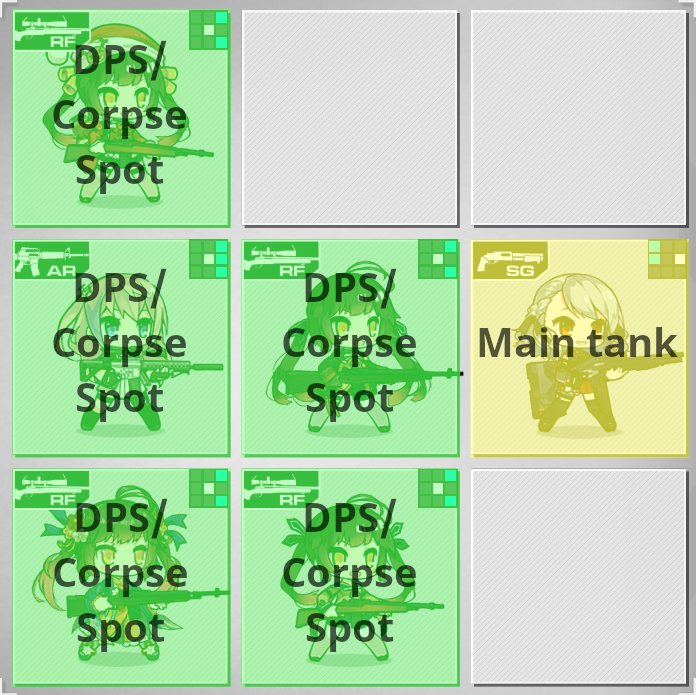 RF
DPS/
Corpse
Spot
AR
DPS/
Corpse
Spot
RF
DPS/
Corpse
Spot
SG
Main tank
RF
DPS/
Corpse
Spot
RF
DPS/
Corpse
Spot